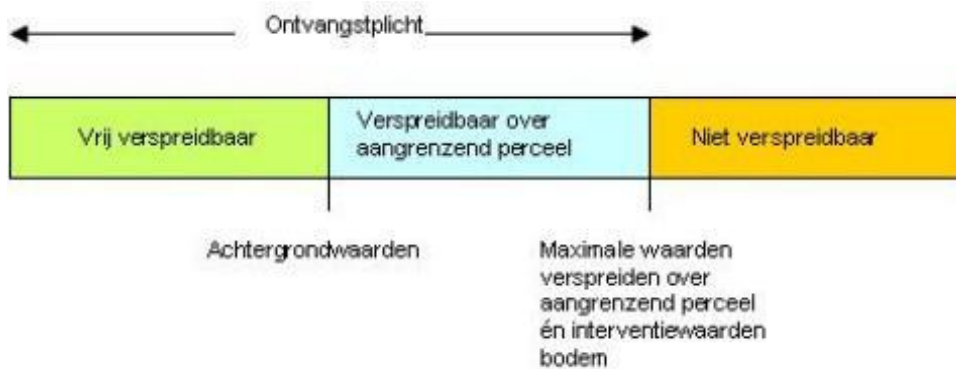 Ontvangstplicht
Vrij verspreidbaar
Verspreidbaar over
aangrenzend perceel
Niet verspreidbaar
Achtergrondwaarden
Maximale waarden
verspreiden over
aangrenzend perceel
én interventiewaarden
bodem